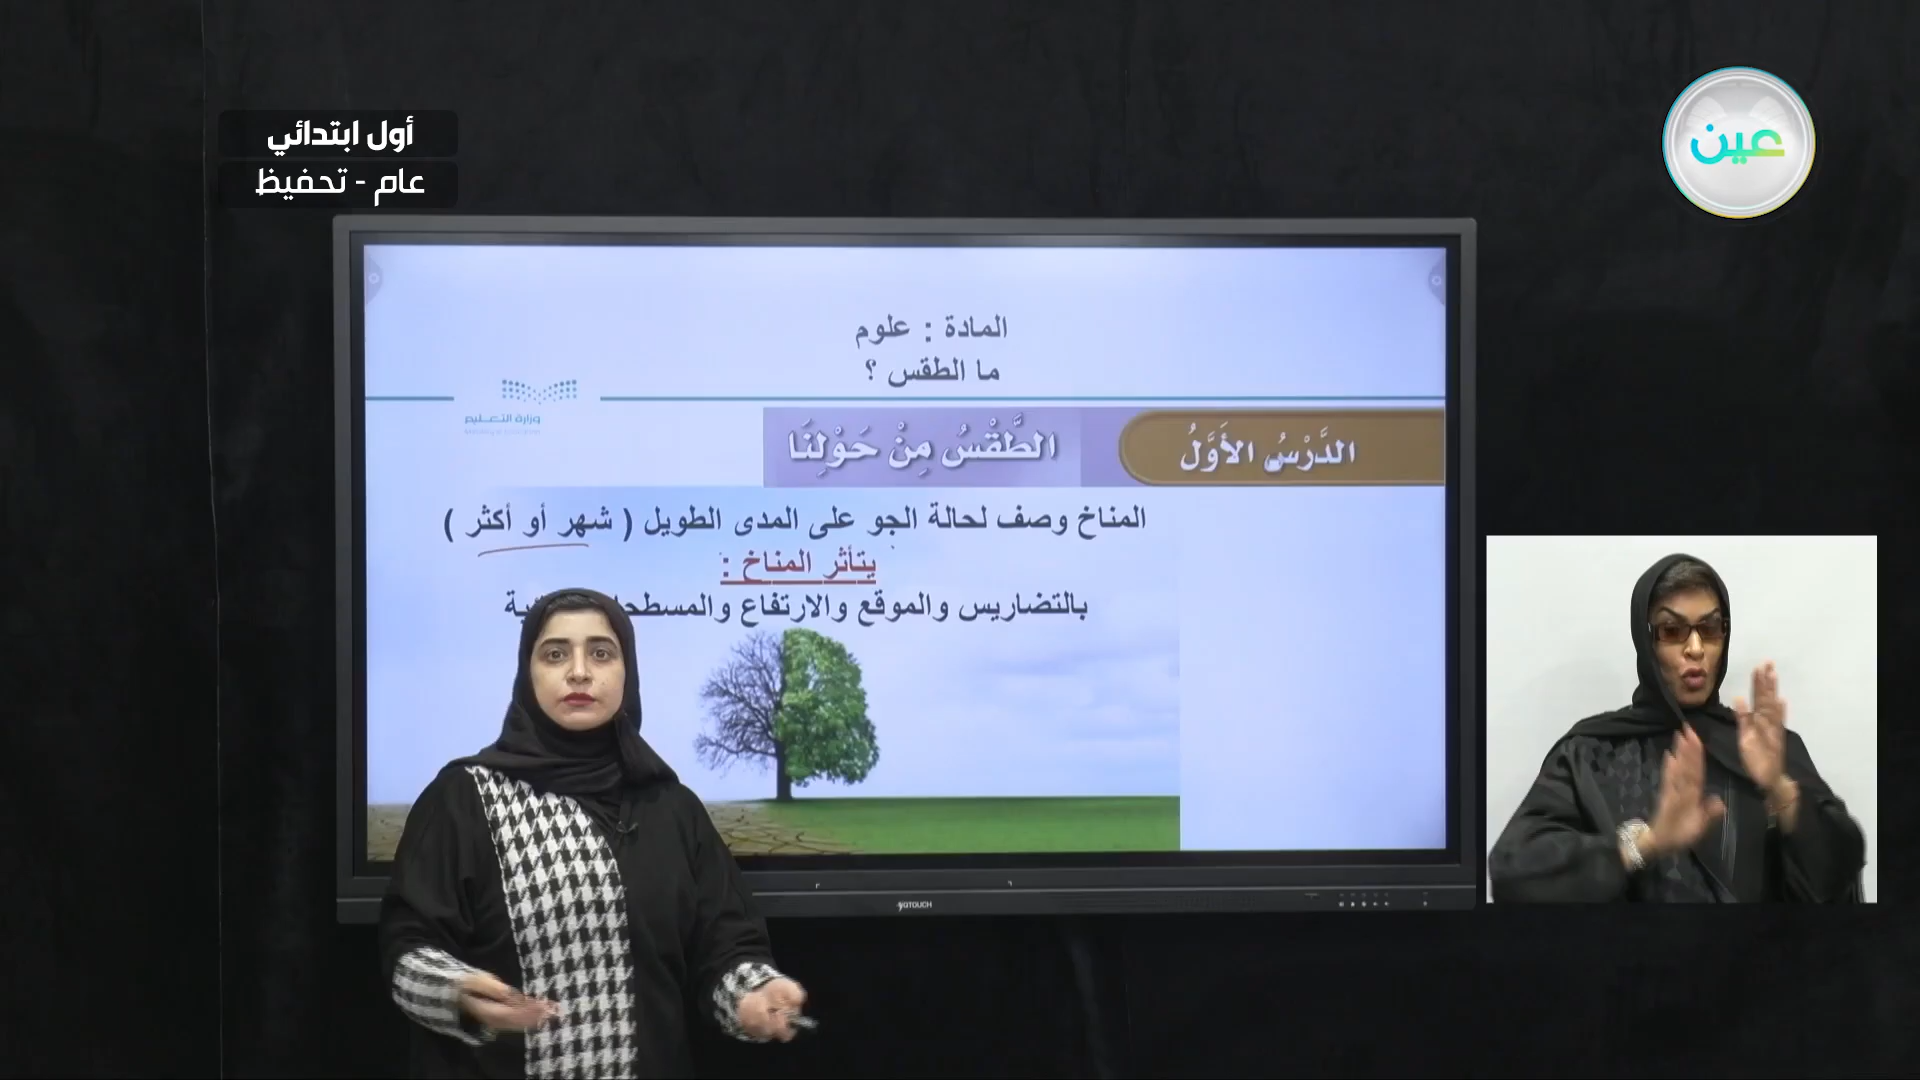 أول ابتدائي
عام - تحفيظ
عين
المادة : علوم
ما الطقس ؟
وزارة التعليم
الدَّرْسُ الأَوَّلُ
الطَّقْسُ مِنْ حَوْلِنَا
المناخ وصف لحالة الجو على المدى الطويل ( شهر أو أكثر )
يتأثر المناخ :
بالتضاريس والموقع والارتفاع
YQTOUCH